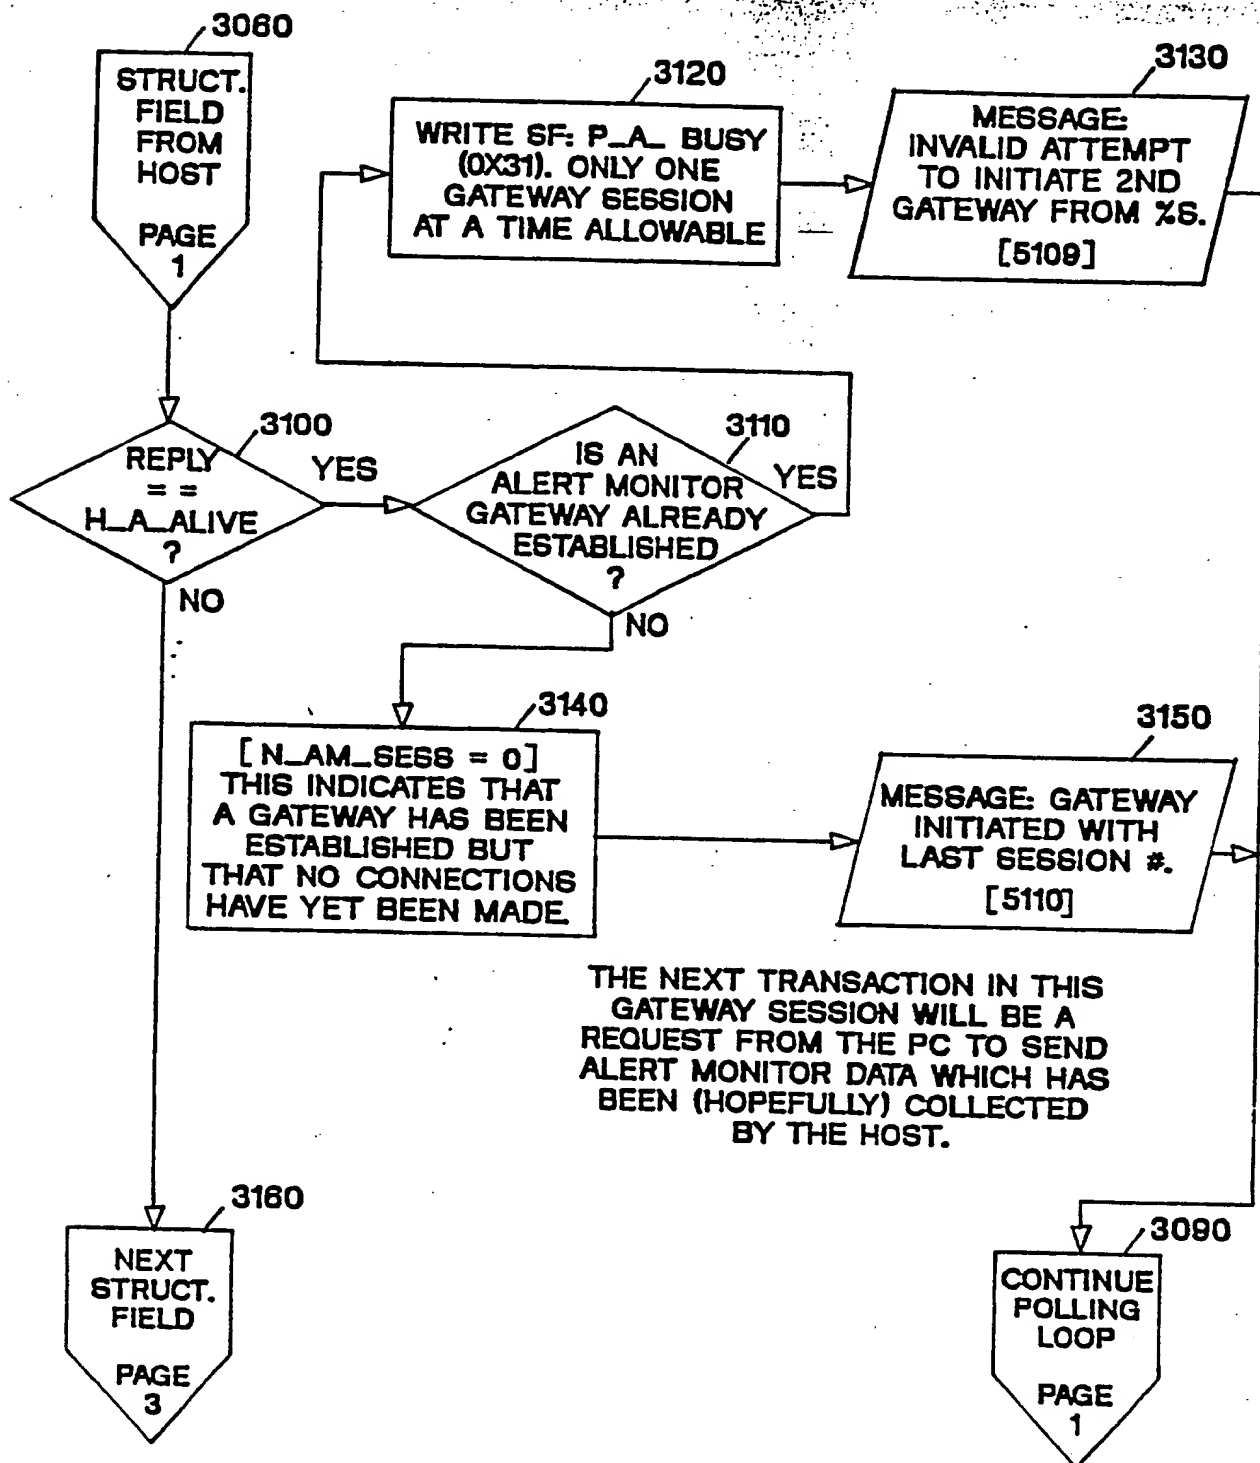 3060
STRUCT.
FIELD
FROM
HOST
PAGE
1
3120
WRITE SF: P_A_ BUSY
(0X31). ONLY ONE
GATEWAY SESSION
AT A TIME ALLOWABLE
3130
MESSAGE:
INVALID ATTEMPT
TO INITIATE 2ND
GATEWAY FROM %S.
[5109]
3100
REPLY
==
H_A_ALIVE
?
YES
NO
3110
IS AN
ALERT MONITOR
GATEWAY ALREADY
ESTABLISHED
?
YES
NO
3140
[ N_AM_SESS = 0]
THIS INDICATES THAT
A GATEWAY HAS BEEN
ESTABLISHED BUT
THAT NO CONNECTIONS
HAVE YET BEEN MADE.
3150
MESSAGE: GATEWAY
INITIATED WITH
LAST SESSION #.
[5110]
THE NEXT TRANSACTION IN THIS
GATEWAY SESSION WILL BE A
REQUEST FROM THE PC TO SEND
ALERT MONITOR DATA WHICH HAS
BEEN (HOPEFULLY) COLLECTED
BY THE HOST.
3160
NEXT
STRUCT.
FIELD
PAGE
3
3090
CONTINUE
POLLING
LOOP
PAGE
1